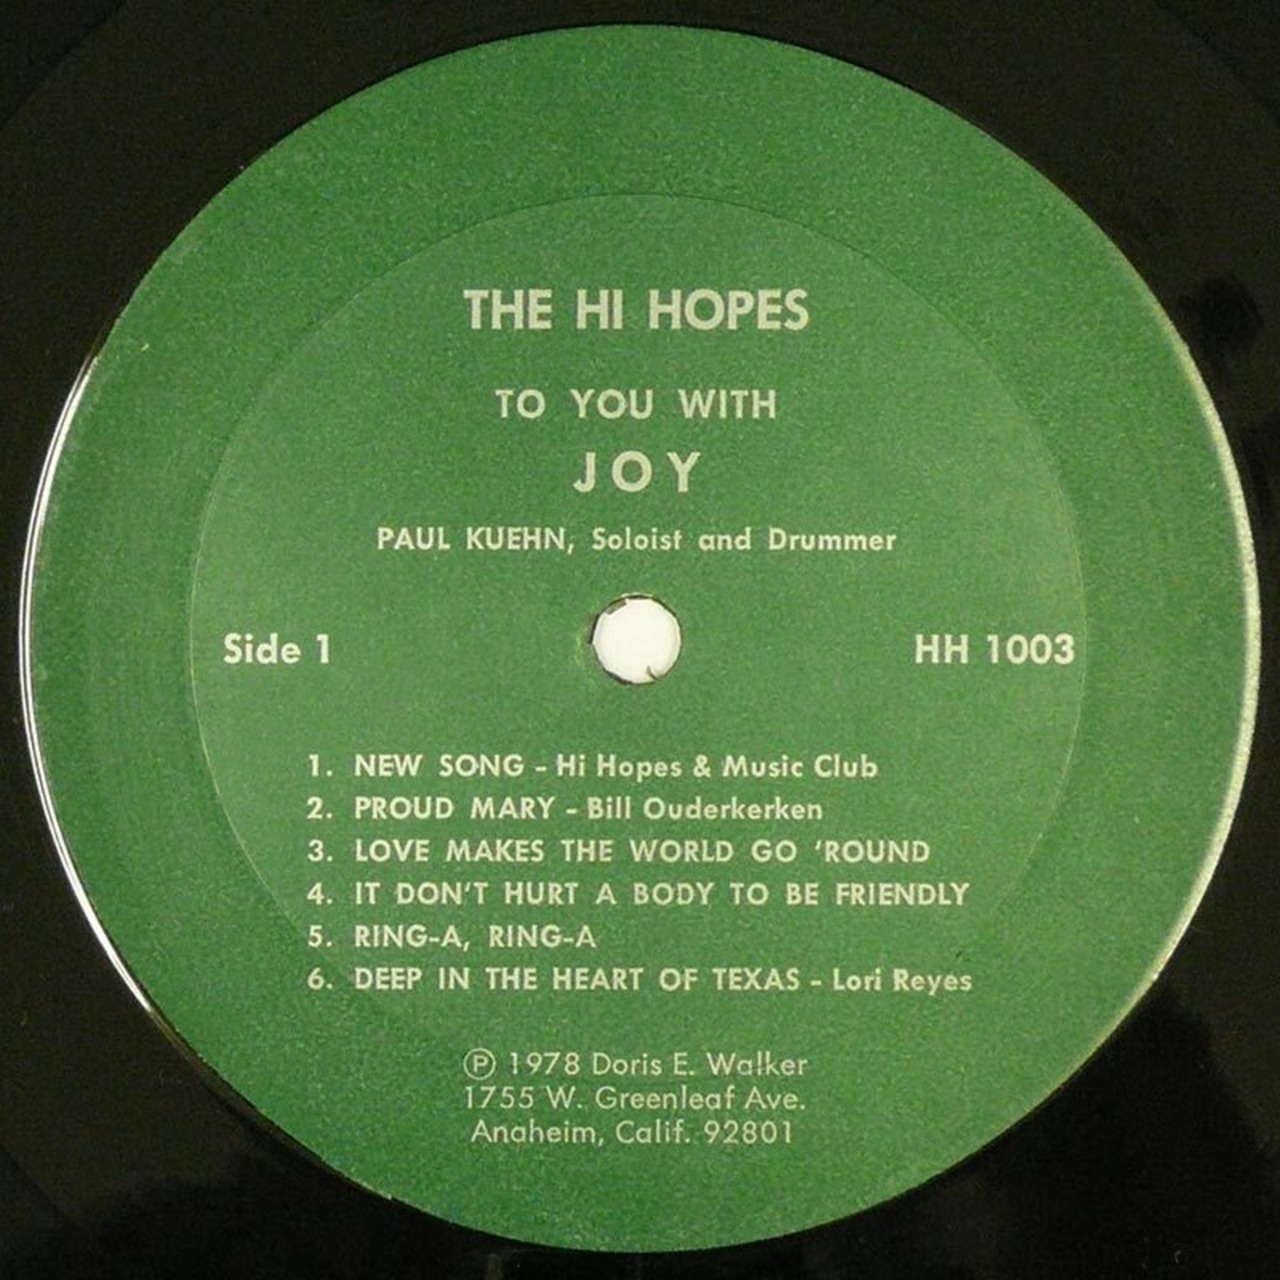 THE HI HOPES
TO YOU WITH
JOY
PAUL KUEHN, Soloist and Drummer
Side 1
HH 1003
1. NEW SONG - Hi Hopes & Music Club
2. PROUD MARY - Bill Ouderkerken
3. LOVE MAKES THE WORLD GO ‘ROUND
4. IT DON’T HURT A BODY TO BE FRIENDLY
5. RING-A, RING-A
6. DEEP IN THE HEART OF TEXAS - Lori Reyes
℗ 1978 Doris E. Walker
1755 W. Greenleaf Ave.
Anaheim, Calif. 92801